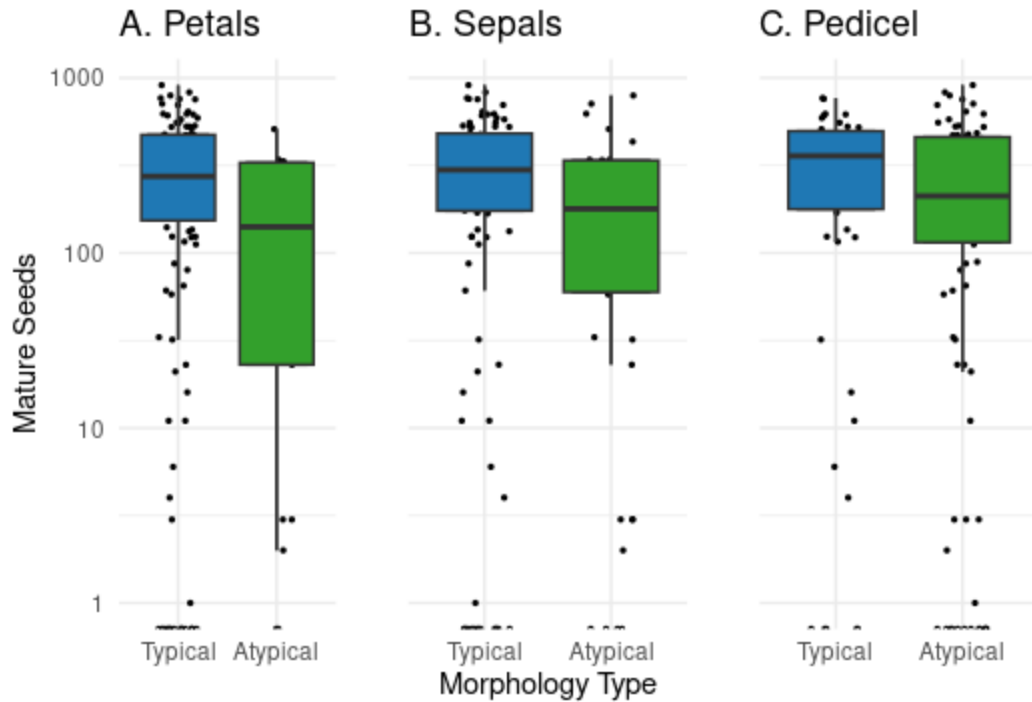 A. Petals
B. Sepals
C. Pedicel
Mature Seeds
1000
100
10
1
Typical Atypical
Typical Atypical
Typical Atypical
Morphology Type